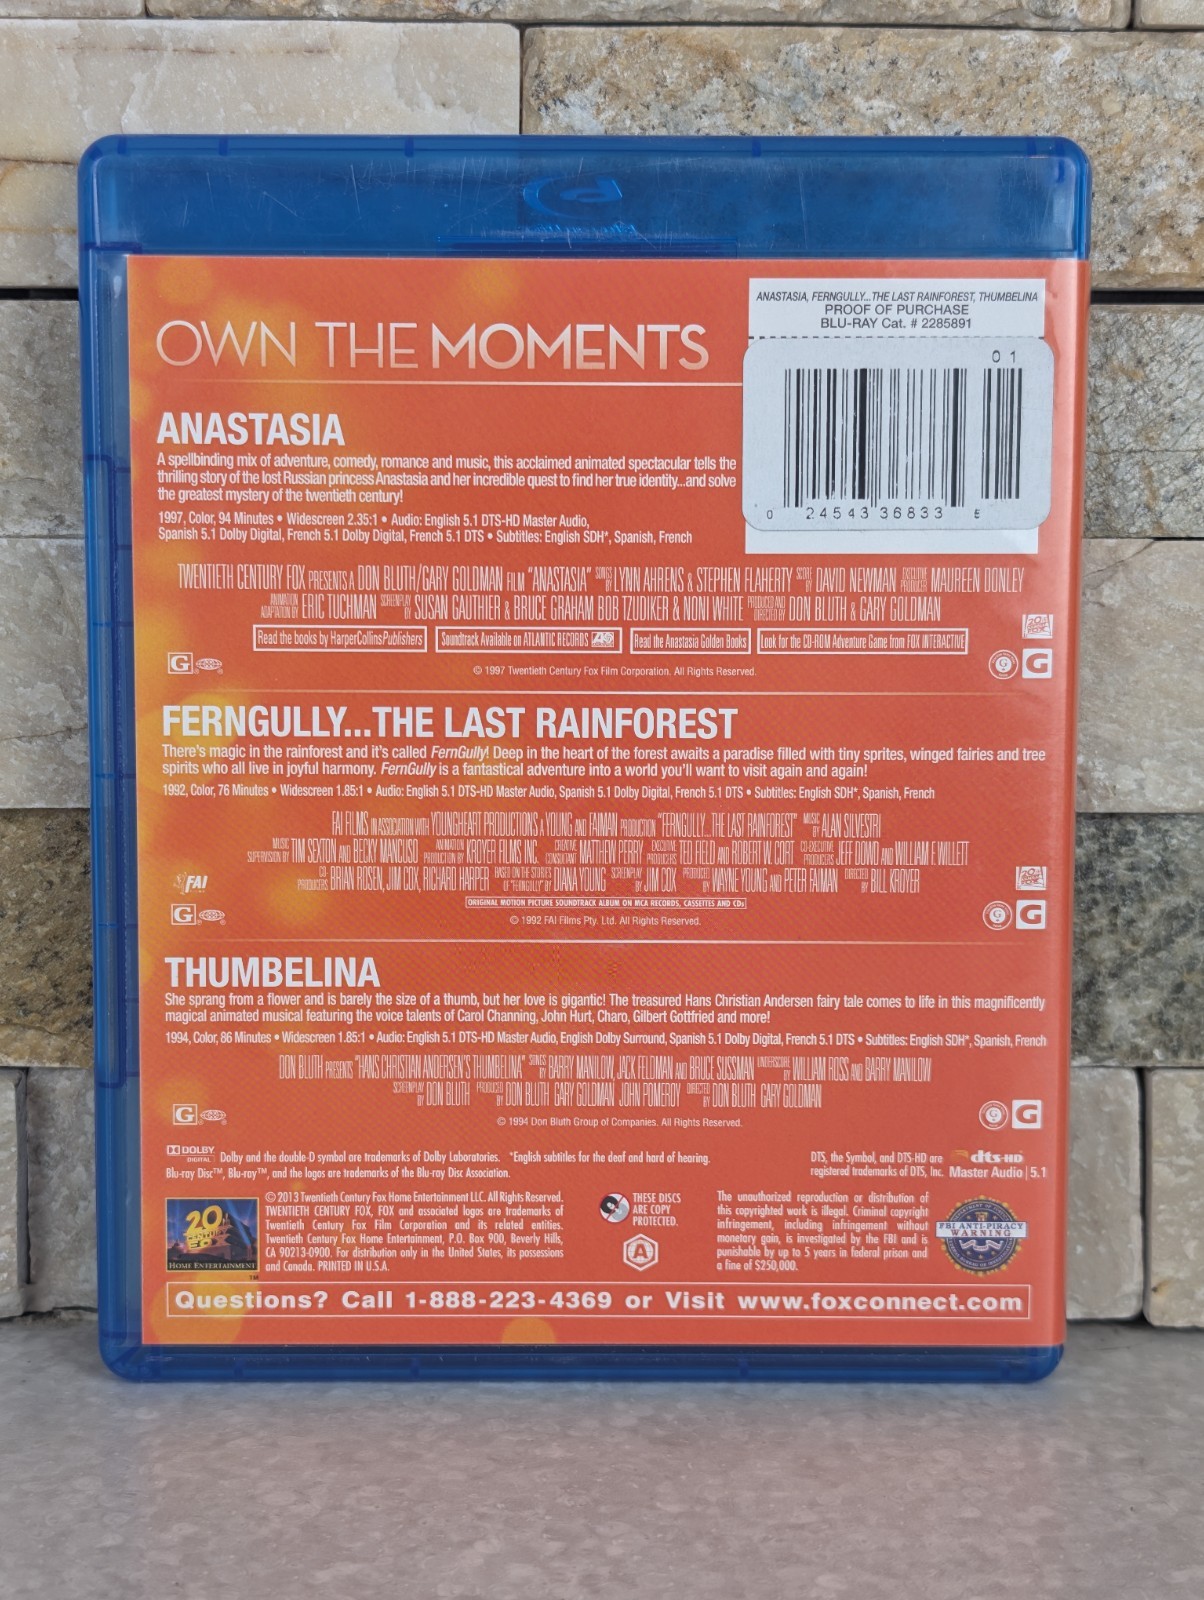 ANASTASIA, FERNGULLY...THE LAST RAINFOREST, THUMBELINA
PROOF OF PURCHASE
BLU-RAY Cat. # 2285891
01
0 24543 36833 5
OWN THE MOMENTS
ANASTASIA
A spellbinding mix of adventure, comedy, romance and music, this acclaimed animated spectacular tells the
thrilling story of the lost Russian princess Anastasia and her incredible quest to find her true identity...and solve
the greatest mystery of the twentieth century!
1997, Color, 94 Minutes • Widescreen 2.35:1 • Audio: English 5.1 DTS-HD Master Audio,
Spanish 5.1 Dolby Digital, French 5.1 Dolby Digital, French 5.1 DTS • Subtitles: English SDH*, Spanish, French
TWENTIETH CENTURY FOX PRESENTS A DON BLUTH/GARY GOLDMAN FILM "ANASTASIA" SONGS BY LYNN AHRENS & STEPHEN FLAHERTY SCORE BY DAVID NEWMAN EXECUTIVE PRODUCER MAUREEN DONLEY
ANIMATION ADAPTATION BY ERIC TUCHMAN SCREENPLAY BY SUSAN GAUTHIER & BRUCE GRAHAM BOB TZUDIKER & NONI WHITE PRODUCED AND DIRECTED BY DON BLUTH & GARY GOLDMAN
Read the books by HarperCollinsPublishers Soundtrack Available on ATLANTIC RECORDS Read the Anastasia Golden Books Look for the CD-ROM Adventure Game from FOX INTERACTIVE
G G
© 1997 Twentieth Century Fox Film Corporation. All Rights Reserved.
FERNGULLY...THE LAST RAINFOREST
There's magic in the rainforest and it's called FernGully! Deep in the heart of the forest awaits a paradise filled with tiny sprites, winged fairies and tree
spirits who all live in joyful harmony. FernGully is a fantastical adventure into a world you'll want to visit again and again!
1992, Color, 76 Minutes • Widescreen 1.85:1 • Audio: English 5.1 DTS-HD Master Audio, Spanish 5.1 Dolby Digital, French 5.1 DTS • Subtitles: English SDH*, Spanish, French
FAI FILMS IN ASSOCIATION WITH YOUNGHEART PRODUCTIONS A YOUNG AND FAIMAN PRODUCTION "FERNGULLY...THE LAST RAINFOREST" MUSIC BY ALAN SILVESTRI
MUSIC SUPERVISION BY TIM SEXTON AND BECKY MANCUSO ANIMATION PRODUCTION BY KROYER FILMS INC. CREATIVE CONSULTANT MATTHEW PERRY EXECUTIVE PRODUCERS TED FIELD AND ROBERT W. CORT CO-EXECUTIVE PRODUCERS JEFF DOWD AND WILLIAM F. WILLETT
FAI CO-PRODUCERS BRIAN ROSEN, JIM COX, RICHARD HARPER BASED ON THE STORIES OF "FERNGULLY" BY DIANA YOUNG SCREENPLAY BY JIM COX PRODUCED BY WAYNE YOUNG AND PETER FAIMAN DIRECTED BY BILL KROYER
ORIGINAL MOTION PICTURE SOUNDTRACK ALBUM ON MCA RECORDS, CASSETTES AND CDs
G G
© 1992 FAI Films Pty. Ltd. All Rights Reserved.
THUMBELINA
She sprang from a flower and is barely the size of a thumb, but her love is gigantic! The treasured Hans Christian Andersen fairy tale comes to life in this magnificently
magical animated musical featuring the voice talents of Carol Channing, John Hurt, Charo, Gilbert Gottfried and more!
1994, Color, 86 Minutes • Widescreen 1.85:1 • Audio: English 5.1 DTS-HD Master Audio, English Dolby Surround, Spanish 5.1 Dolby Digital, French 5.1 DTS • Subtitles: English SDH*, Spanish, French
DON BLUTH PRESENTS "HANS CHRISTIAN ANDERSEN'S THUMBELINA" SONGS BY BARRY MANILOW, JACK FELDMAN AND BRUCE SUSSMAN UNDERSCORE BY WILLIAM ROSS AND BARRY MANILOW
SCREENPLAY BY DON BLUTH PRODUCED BY DON BLUTH GARY GOLDMAN JOHN POMEROY DIRECTED BY DON BLUTH GARY GOLDMAN
G G
© 1994 Don Bluth Group of Companies. All Rights Reserved.
DOLBY DIGITAL Dolby and the double-D symbol are trademarks of Dolby Laboratories. *English subtitles for the deaf and hard of hearing.
Blu-ray Disc™, Blu-ray™, and the logos are trademarks of the Blu-ray Disc Association.
DTS, the Symbol, and DTS-HD are
registered trademarks of DTS, Inc.
dts-HD
Master Audio | 5.1
20th CENTURY FOX
HOME ENTERTAINMENT
TM
© 2013 Twentieth Century Fox Home Entertainment LLC. All Rights Reserved.
TWENTIETH CENTURY FOX, FOX and associated logos are trademarks of
Twentieth Century Fox Film Corporation and its related entities.
Twentieth Century Fox Home Entertainment, P.O. Box 900, Beverly Hills,
CA 90213-0900. For distribution only in the United States, its possessions
and Canada. PRINTED IN U.S.A.
THESE DISCS
ARE COPY
PROTECTED.
A
The unauthorized reproduction or distribution of
this copyrighted work is illegal. Criminal copyright
infringement, including infringement without
monetary gain, is investigated by the FBI and is
punishable by up to 5 years in federal prison and
a fine of $250,000.
FBI ANTI-PIRACY
WARNING
Questions? Call 1-888-223-4369 or Visit www.foxconnect.com